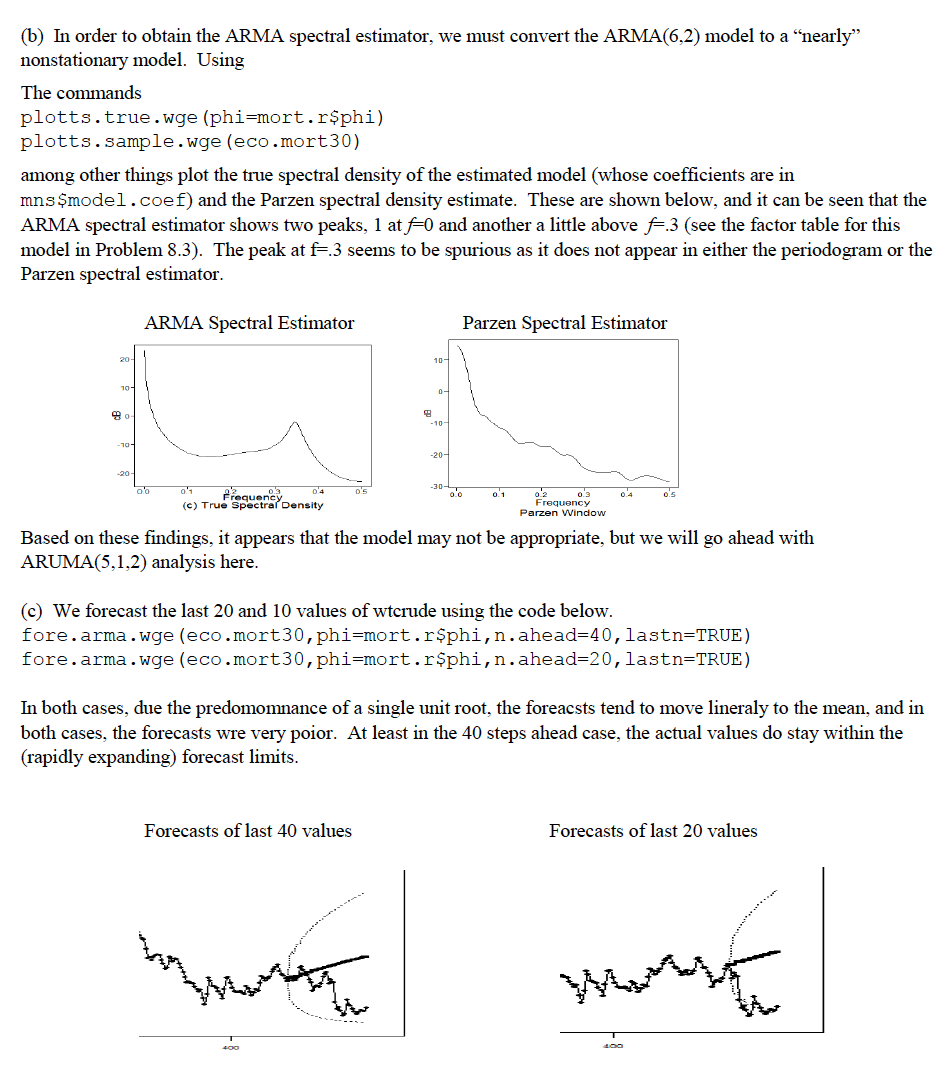 (b) In order to obtain the ARMA spectral estimator, we must convert the ARMA(6,2) model to a “nearly”
nonstationary model. Using
The commands
plotts.true.wge(phi=mort.r$phi)
plotts.sample.wge(eco.mort30)
among other things plot the true spectral density of the estimated model (whose coefficients are in
mns$model.coef) and the Parzen spectral density estimate. These are shown below, and it can be seen that the
ARMA spectral estimator shows two peaks, 1 at f=0 and another a little above f=.3 (see the factor table for this
model in Problem 8.3). The peak at f=.3 seems to be spurious as it does not appear in either the periodogram or the
Parzen spectral estimator.
ARMA Spectral Estimator
Parzen Spectral Estimator
20
10
0
-10
-20
dB
0.0 0.1 0.2 0.3 0.4 0.5
Frequency
(c) True Spectral Density
10
0
-10
-20
-30
dB
0.0 0.1 0.2 0.3 0.4 0.5
Frequency
Parzen Window
Based on these findings, it appears that the model may not be appropriate, but we will go ahead with
ARUMA(5,1,2) analysis here.
(c) We forecast the last 20 and 10 values of wtcrude using the code below.
fore.arma.wge(eco.mort30,phi=mort.r$phi,n.ahead=40,lastn=TRUE)
fore.arma.wge(eco.mort30,phi=mort.r$phi,n.ahead=20,lastn=TRUE)
In both cases, due the predomomnance of a single unit root, the foreacsts tend to move lineraly to the mean, and in
both cases, the forecasts wre very poior. At least in the 40 steps ahead case, the actual values do stay within the
(rapidly expanding) forecast limits.
Forecasts of last 40 values
Forecasts of last 20 values
400
400